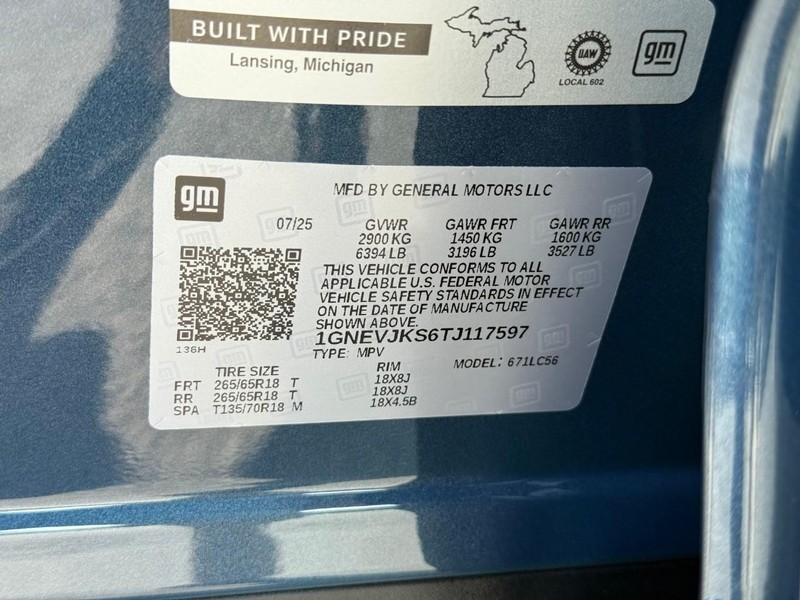 BUILT WITH PRIDE
Lansing, Michigan
UAW
LOCAL 602
gm
gm
MFD BY GENERAL MOTORS LLC
07/25 GVWR GAWR FRT GAWR RR
2900 KG 1450 KG 1600 KG
6394 LB 3196 LB 3527 LB
THIS VEHICLE CONFORMS TO ALL
APPLICABLE U.S. FEDERAL MOTOR
VEHICLE SAFETY STANDARDS IN EFFECT
ON THE DATE OF MANUFACTURE
SHOWN ABOVE.
1GNEVJKS6TJ117597
136H
TYPE: MPV
MODEL: 671LC56
TIRE SIZE RIM
FRT 265/65R18 T 18X8J
RR 265/65R18 T 18X8J
SPA T135/70R18 M 18X4.5B